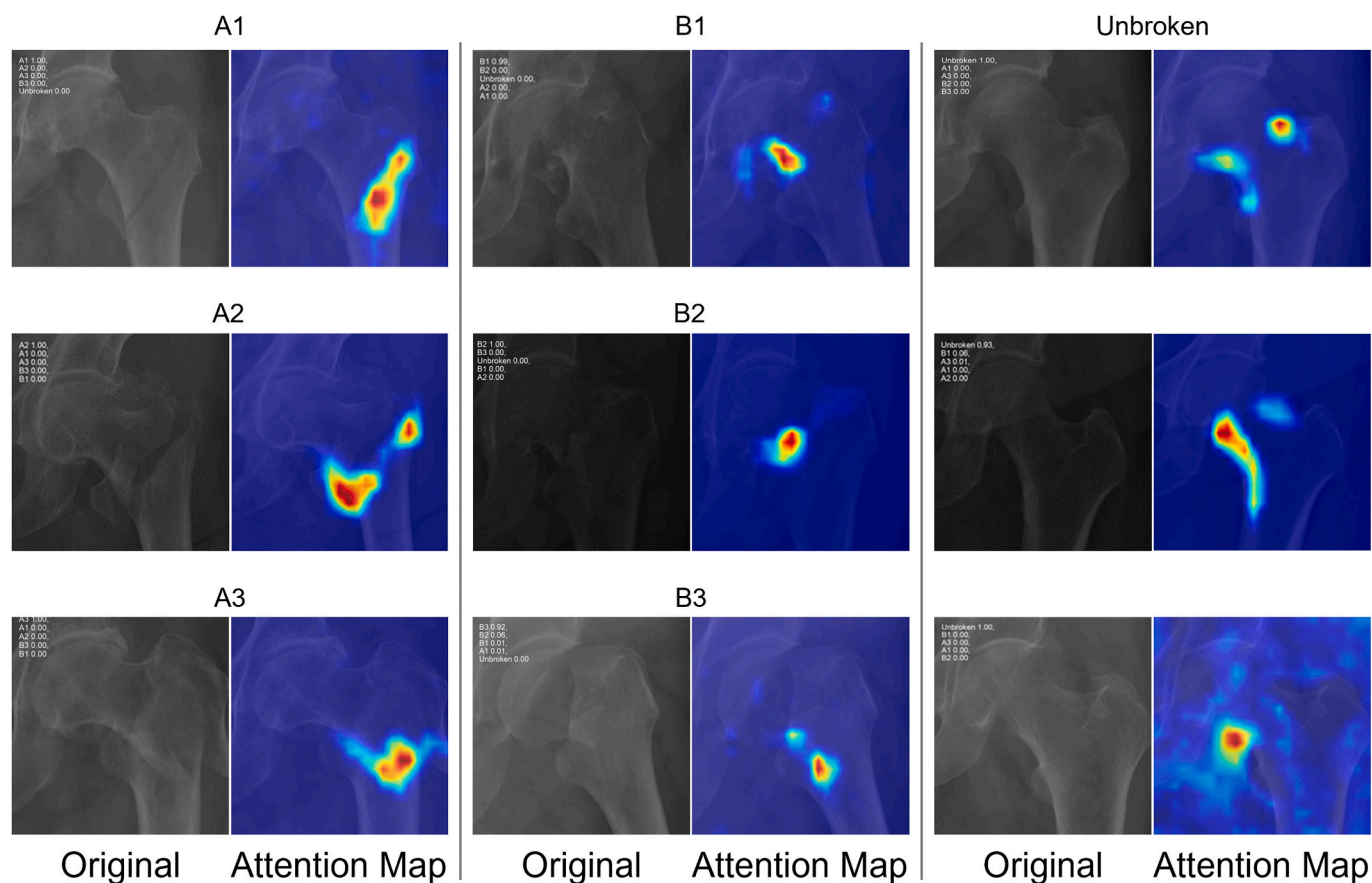 A1
B1
Unbroken
A1 1.00,
A2 0.00,
A3 0.00,
B3 0.00,
Unbroken 0.00
B1 0.99,
B2 0.00,
Unbroken 0.00,
A2 0.00,
A1 0.00
Unbroken 1.00,
A1 0.00,
A3 0.00,
B2 0.00,
B3 0.00
A2
B2
A2 1.00,
A1 0.00,
A3 0.00,
B3 0.00,
B1 0.00
B2 1.00,
B3 0.00,
Unbroken 0.00,
B1 0.00,
A2 0.00
Unbroken 0.93,
B1 0.06,
A3 0.01,
A1 0.00,
A2 0.00
A3
B3
A3 1.00,
A1 0.00,
A2 0.00,
B3 0.00,
B1 0.00
B3 0.92,
B2 0.06,
B1 0.01,
A1 0.01,
Unbroken 0.00
Unbroken 1.00,
B1 0.00,
A3 0.00,
A1 0.00,
B2 0.00
Original Attention Map Original Attention Map Original Attention Map